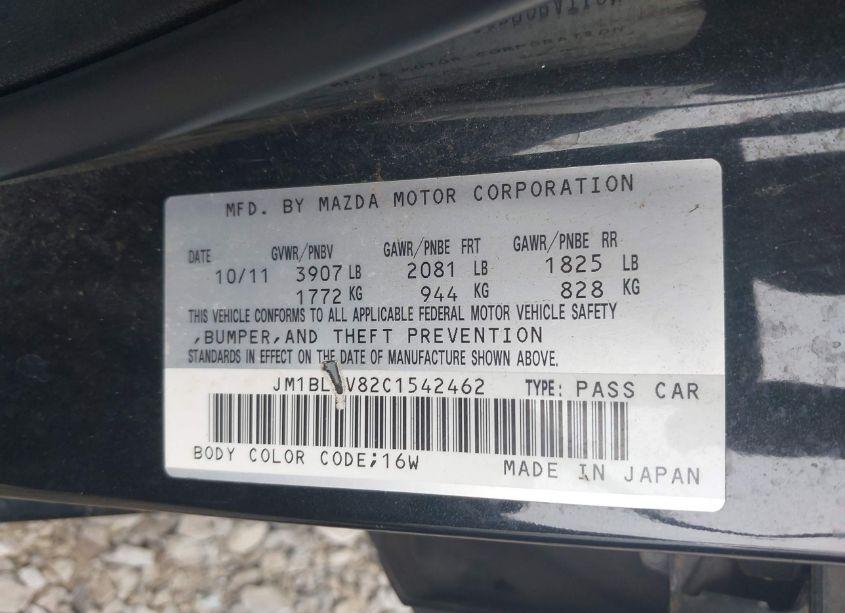 MFD. BY MAZDA MOTOR CORPORATION
DATE GVWR/PNBV GAWR/PNBE FRT GAWR/PNBE RR
10/11 3907 LB 2081 LB 1825 LB
1772 KG 944 KG 828 KG
THIS VEHICLE CONFORMS TO ALL APPLICABLE FEDERAL MOTOR VEHICLE SAFETY
,BUMPER,AND THEFT PREVENTION
STANDARDS IN EFFECT ON THE DATE OF MANUFACTURE SHOWN ABOVE.
JM1BL V82C1542462 TYPE: PASS CAR
BODY COLOR CODE;16W
MADE IN JAPAN